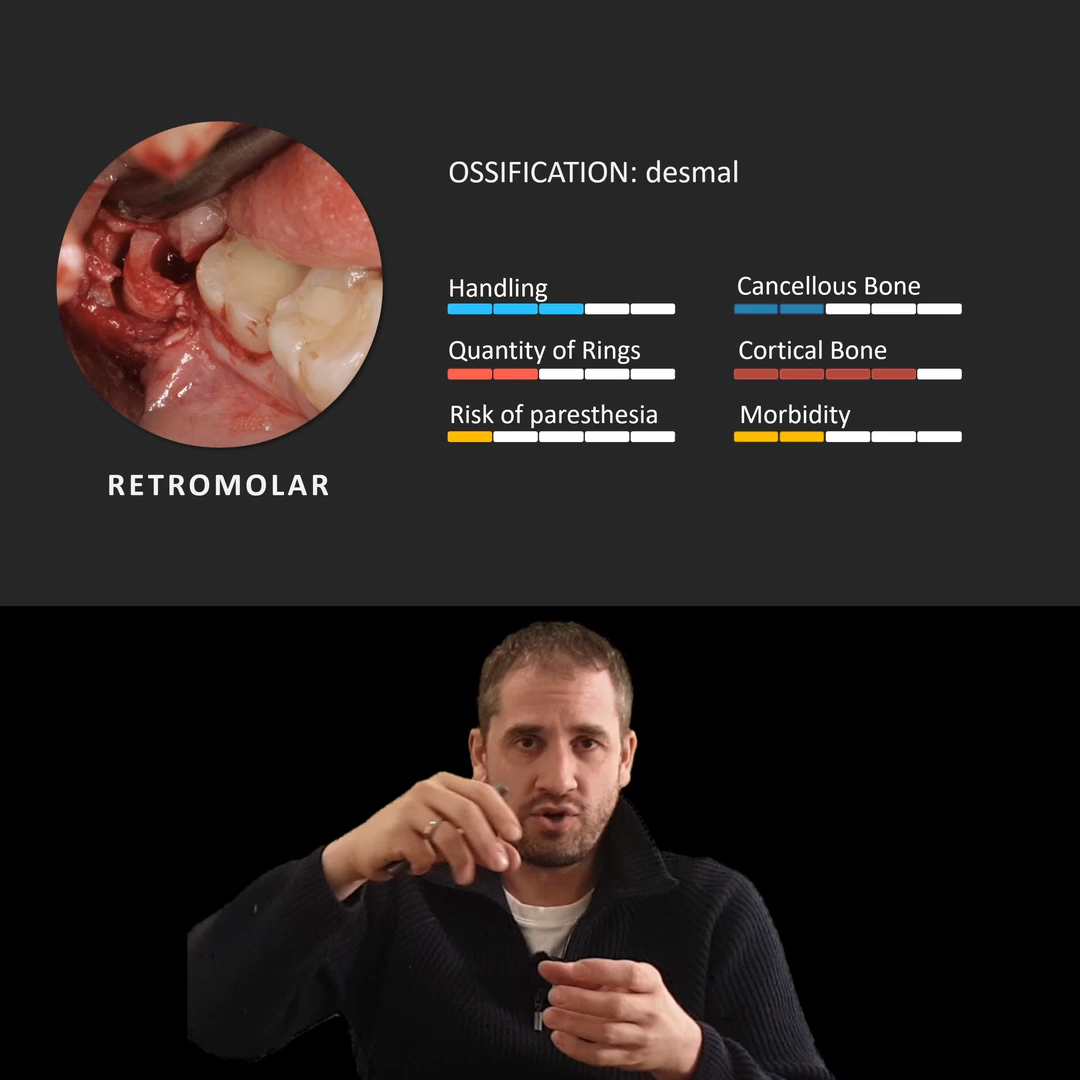 OSSIFICATION: desmal
Handling
Cancellous Bone
Quantity of Rings
Cortical Bone
Risk of paresthesia
Morbidity
RETROMOLAR